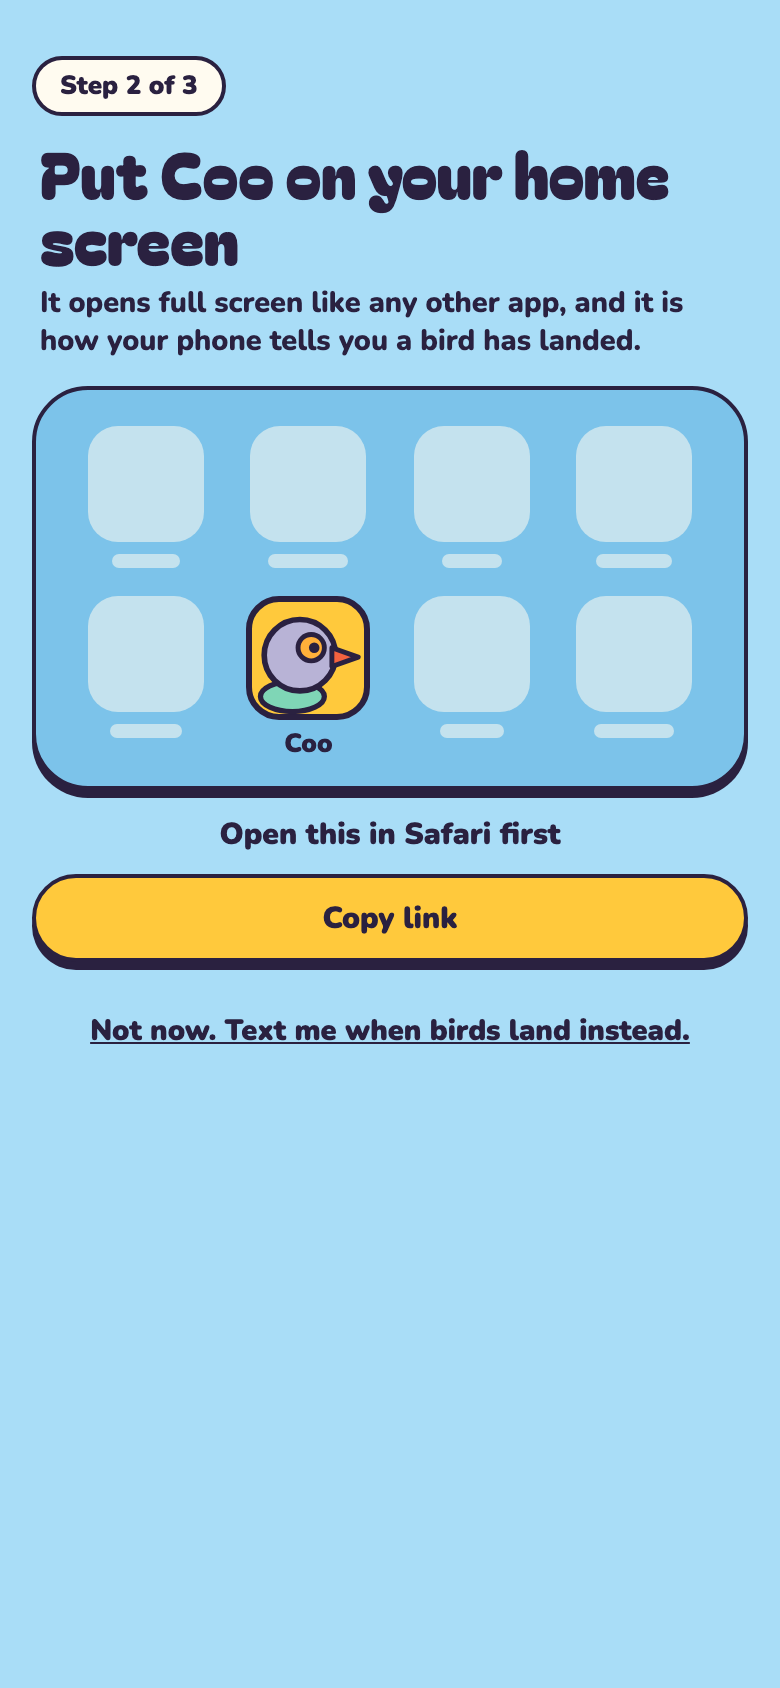 Step 2 of 3
Put Coo on your home
screen
It opens full screen like any other app, and it is
how your phone tells you a bird has landed.
Coo
Open this in Safari first
Copy link
Not now. Text me when birds land instead.